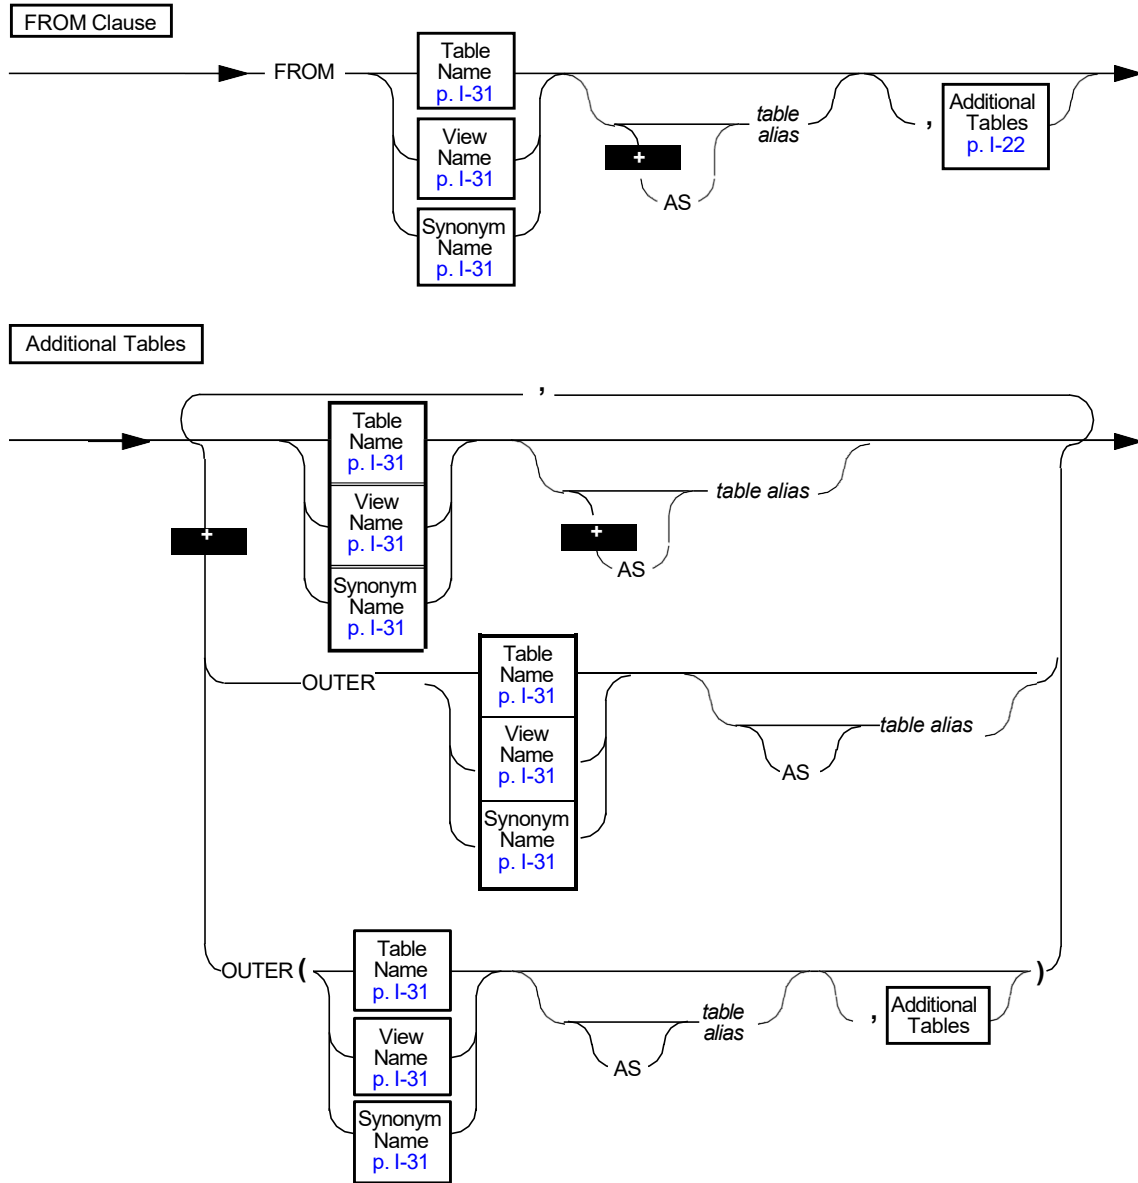 FROM Clause
FROM
Table
Name
p. I-31
View
Name
p. I-31
Synonym
Name
p. I-31
+
AS
table
alias
,
Additional
Tables
p. I-22
Additional Tables
,
+
Table
Name
p. I-31
View
Name
p. I-31
Synonym
Name
p. I-31
+
AS
table alias
OUTER
Table
Name
p. I-31
View
Name
p. I-31
Synonym
Name
p. I-31
AS
table alias
OUTER (
Table
Name
p. I-31
View
Name
p. I-31
Synonym
Name
p. I-31
AS
table
alias
,
Additional
Tables
)